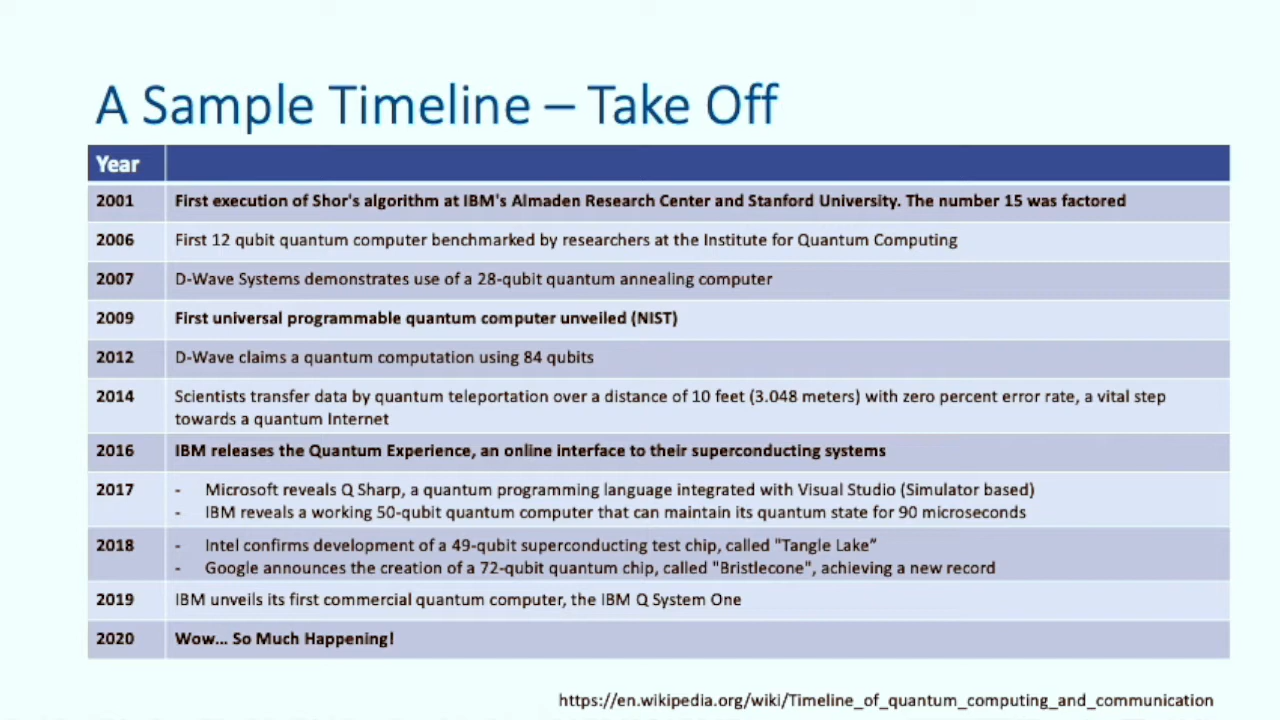 A Sample Timeline – Take Off
Year
2001 First execution of Shor's algorithm at IBM's Almaden Research Center and Stanford University. The number 15 was factored
2006 First 12 qubit quantum computer benchmarked by researchers at the Institute for Quantum Computing
2007 D-Wave Systems demonstrates use of a 28-qubit quantum annealing computer
2009 First universal programmable quantum computer unveiled (NIST)
2012 D-Wave claims a quantum computation using 84 qubits
2014 Scientists transfer data by quantum teleportation over a distance of 10 feet (3.048 meters) with zero percent error rate, a vital step
towards a quantum Internet
2016 IBM releases the Quantum Experience, an online interface to their superconducting systems
2017 - Microsoft reveals Q Sharp, a quantum programming language integrated with Visual Studio (Simulator based)
- IBM reveals a working 50-qubit quantum computer that can maintain its quantum state for 90 microseconds
2018 - Intel confirms development of a 49-qubit superconducting test chip, called "Tangle Lake"
- Google announces the creation of a 72-qubit quantum chip, called "Bristlecone", achieving a new record
2019 IBM unveils its first commercial quantum computer, the IBM Q System One
2020 Wow... So Much Happening!
https://en.wikipedia.org/wiki/Timeline_of_quantum_computing_and_communication